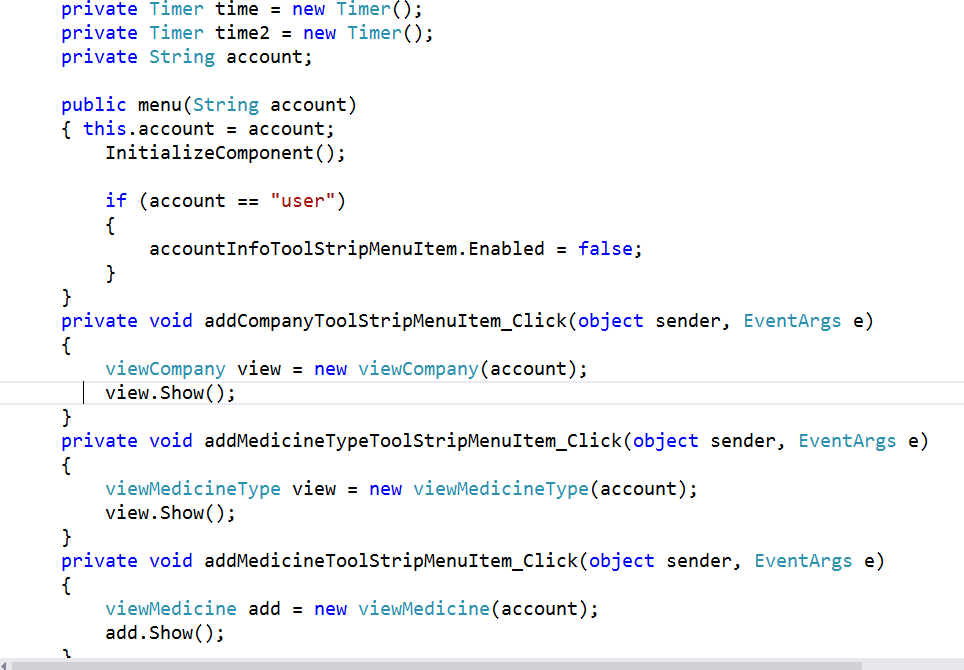 private Timer time = new Timer();
private Timer time2 = new Timer();
private String account;
public menu(String account)
{ this.account = account;
InitializeComponent();
if (account == "user")
{
accountInfoToolStripMenuItem.Enabled = false;
}
}
private void addCompanyToolStripMenuItem_Click(object sender, EventArgs e)
{
viewCompany view = new viewCompany(account);
view.Show();
}
private void addMedicineTypeToolStripMenuItem_Click(object sender, EventArgs e)
{
viewMedicineType view = new viewMedicineType(account);
view.Show();
}
private void addMedicineToolStripMenuItem_Click(object sender, EventArgs e)
{
viewMedicine add = new viewMedicine(account);
add.Show();
}